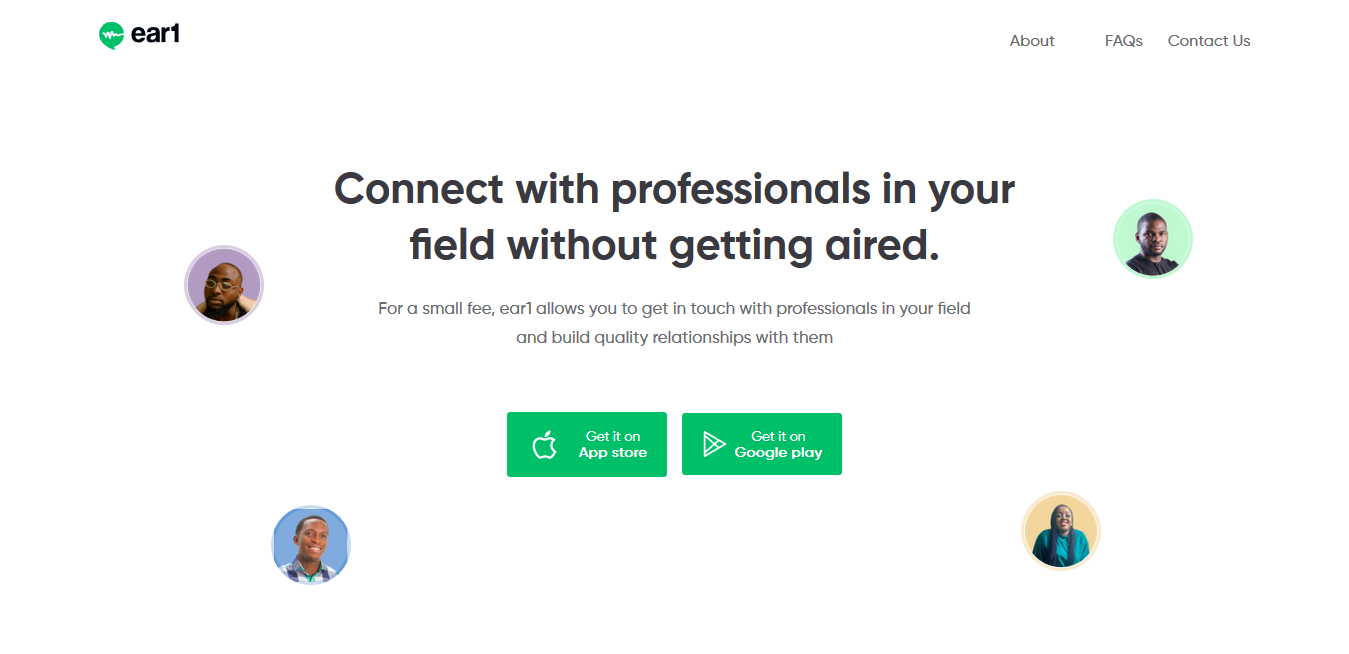 ear1
About FAQs Contact Us
Connect with professionals in your
field without getting aired.
For a small fee, ear1 allows you to get in touch with professionals in your field
and build quality relationships with them
Get it on
App store
Get it on
Google play